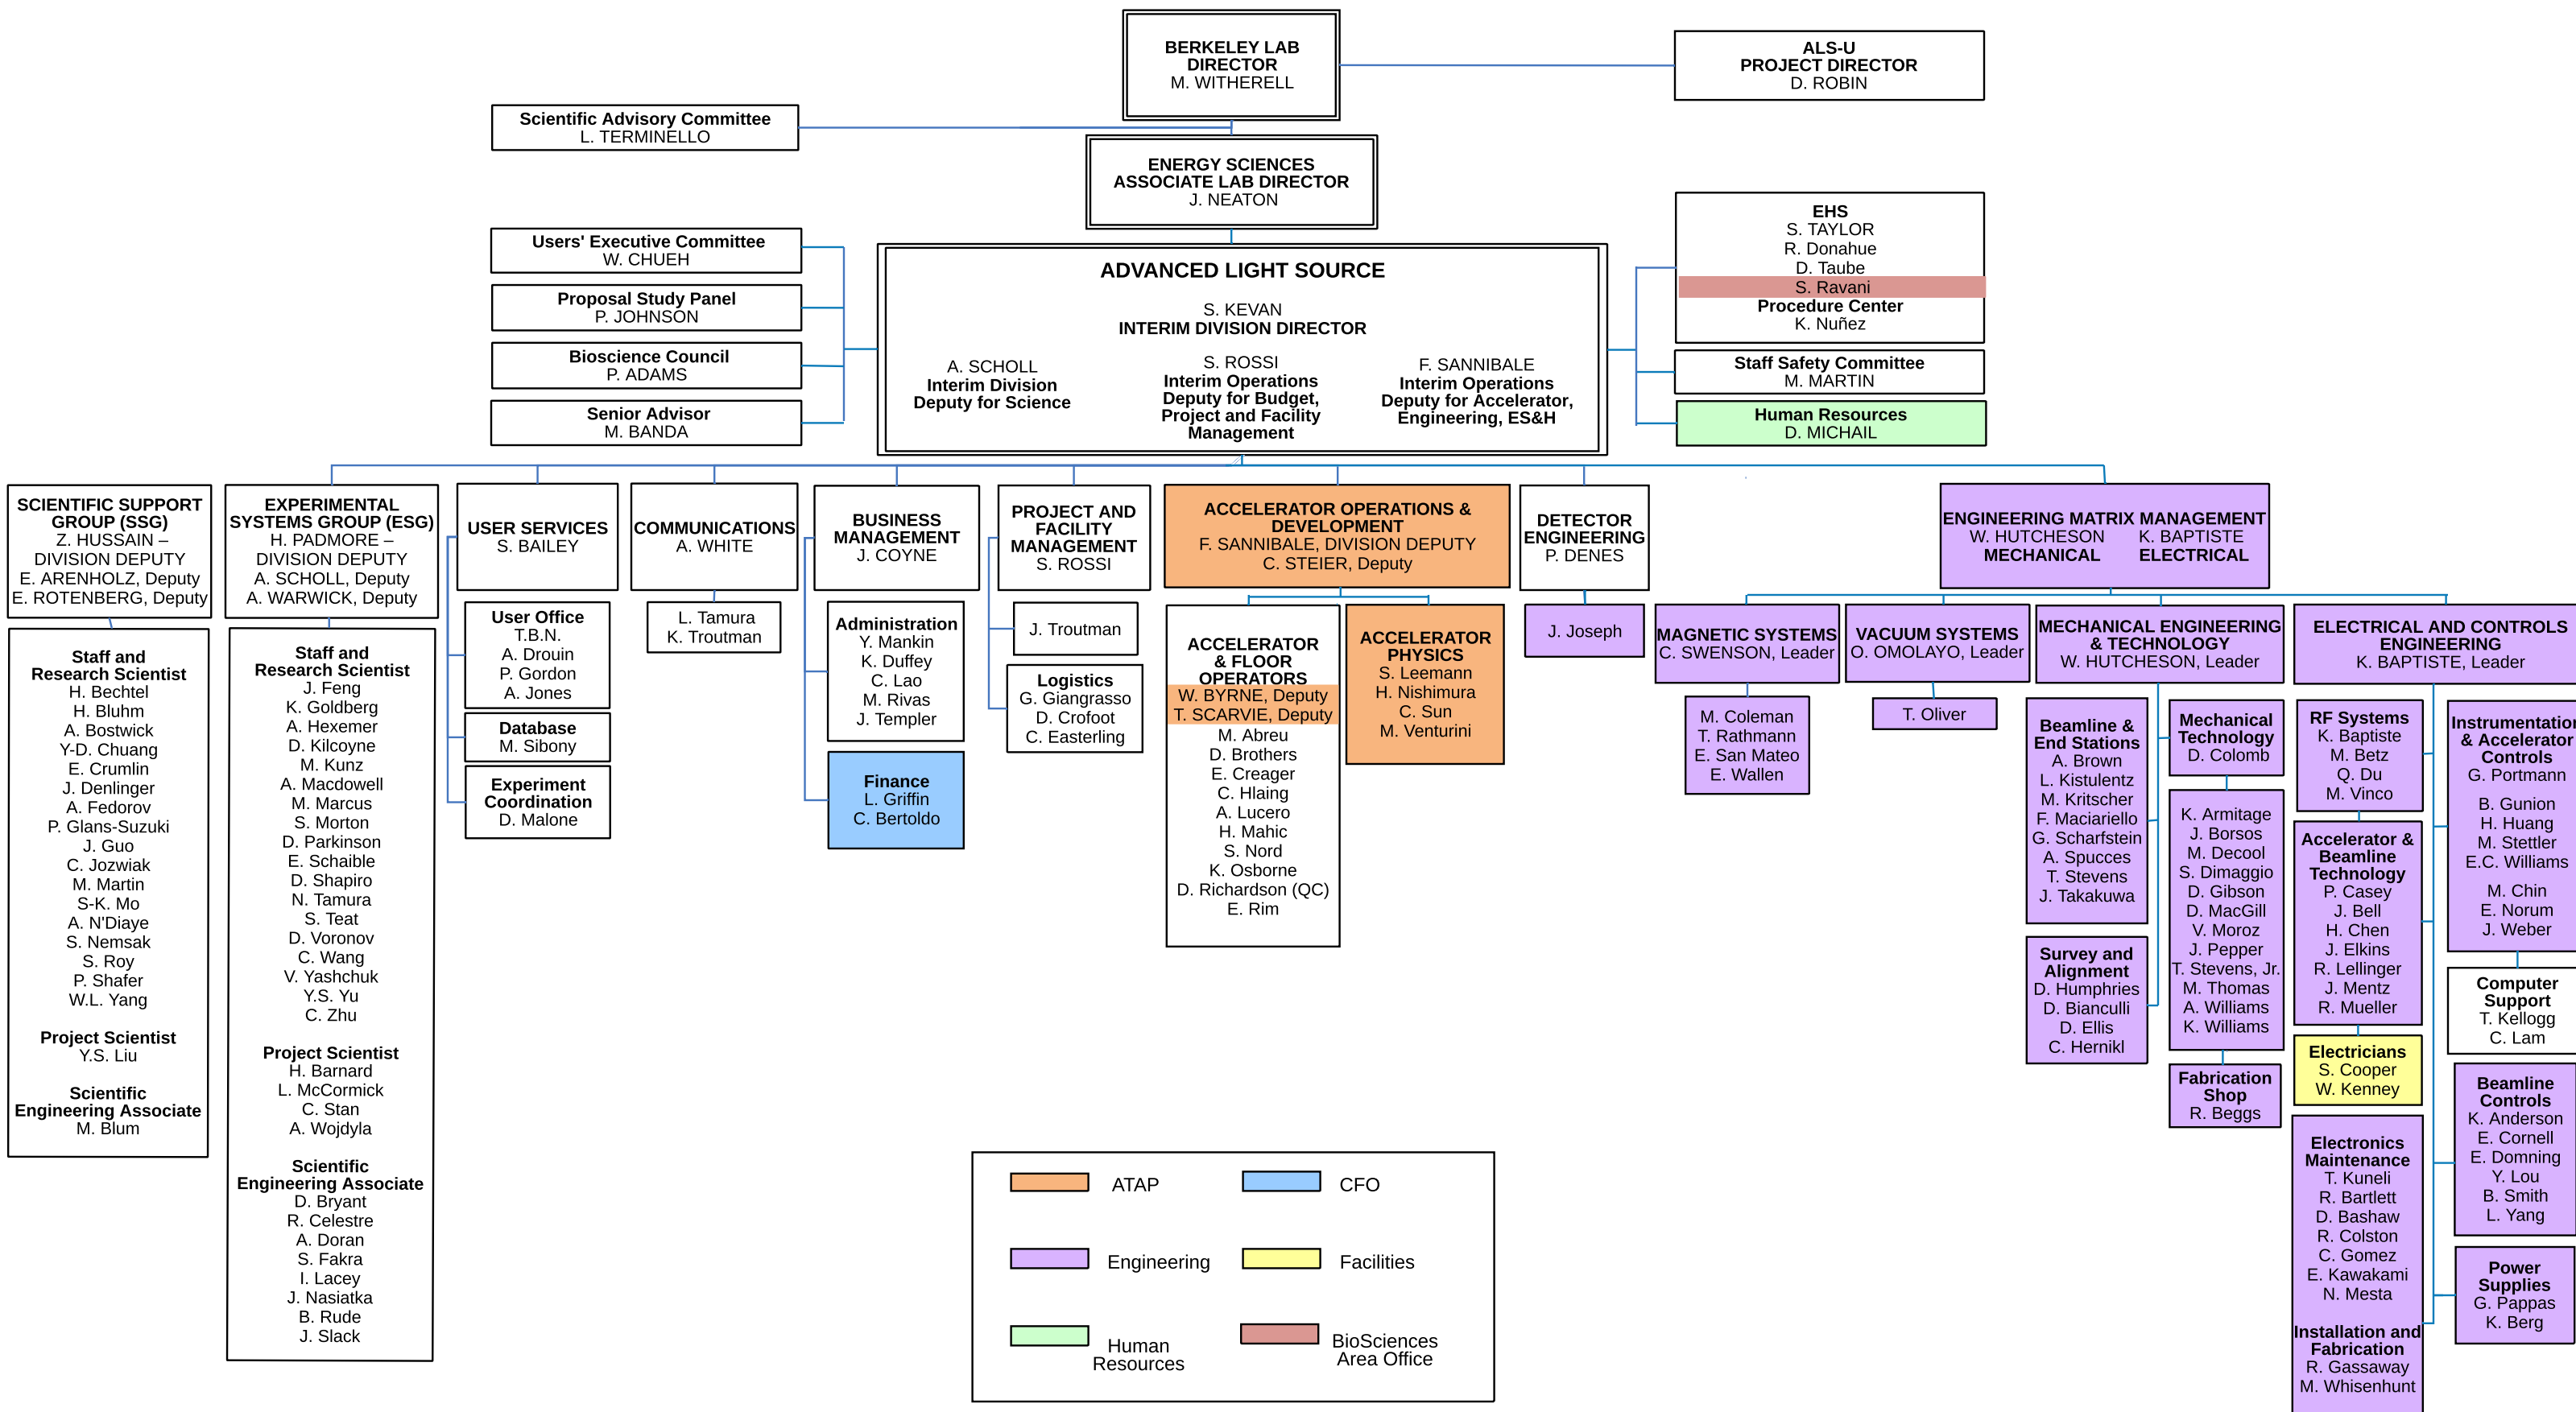 BERKELEY LAB
DIRECTOR
M. WITHERELL
ALS-U
PROJECT DIRECTOR
D. ROBIN
Scientific Advisory Committee
L. TERMINELLO
ENERGY SCIENCES
ASSOCIATE LAB DIRECTOR
J. NEATON
Users' Executive Committee
W. CHUEH
Proposal Study Panel
P. JOHNSON
Bioscience Council
P. ADAMS
Senior Advisor
M. BANDA
ADVANCED LIGHT SOURCE
S. KEVAN
INTERIM DIVISION DIRECTOR
A. SCHOLL
Interim Division
Deputy for Science
S. ROSSI
Interim Operations
Deputy for Budget,
Project and Facility
Management
F. SANNIBALE
Interim Operations
Deputy for Accelerator,
Engineering, ES&H
EHS
S. TAYLOR
R. Donahue
D. Taube
S. Ravani
Procedure Center
K. Nuñez
Staff Safety Committee
M. MARTIN
Human Resources
D. MICHAIL
SCIENTIFIC SUPPORT
GROUP (SSG)
Z. HUSSAIN –
DIVISION DEPUTY
E. ARENHOLZ, Deputy
E. ROTENBERG, Deputy
Staff and
Research Scientist
H. Bechtel
H. Bluhm
A. Bostwick
Y-D. Chuang
E. Crumlin
J. Denlinger
A. Fedorov
P. Glans-Suzuki
J. Guo
C. Jozwiak
M. Martin
S-K. Mo
A. N'Diaye
S. Nemsak
S. Roy
P. Shafer
W.L. Yang
Project Scientist
Y.S. Liu
Scientific
Engineering Associate
M. Blum
EXPERIMENTAL
SYSTEMS GROUP (ESG)
H. PADMORE –
DIVISION DEPUTY
A. SCHOLL, Deputy
A. WARWICK, Deputy
Staff and
Research Scientist
J. Feng
K. Goldberg
A. Hexemer
D. Kilcoyne
M. Kunz
A. Macdowell
M. Marcus
S. Morton
D. Parkinson
E. Schaible
D. Shapiro
N. Tamura
S. Teat
D. Voronov
C. Wang
V. Yashchuk
Y.S. Yu
C. Zhu
Project Scientist
H. Barnard
L. McCormick
C. Stan
A. Wojdyla
Scientific
Engineering Associate
D. Bryant
R. Celestre
A. Doran
S. Fakra
I. Lacey
J. Nasiatka
B. Rude
J. Slack
USER SERVICES
S. BAILEY
User Office
T.B.N.
A. Drouin
P. Gordon
A. Jones
Database
M. Sibony
Experiment
Coordination
D. Malone
COMMUNICATIONS
A. WHITE
L. Tamura
K. Troutman
BUSINESS
MANAGEMENT
J. COYNE
Administration
Y. Mankin
K. Duffey
C. Lao
M. Rivas
J. Templer
Finance
L. Griffin
C. Bertoldo
PROJECT AND
FACILITY
MANAGEMENT
S. ROSSI
J. Troutman
Logistics
G. Giangrasso
D. Crofoot
C. Easterling
ACCELERATOR OPERATIONS &
DEVELOPMENT
F. SANNIBALE, DIVISION DEPUTY
C. STEIER, Deputy
ACCELERATOR
& FLOOR
OPERATORS
W. BYRNE, Deputy
T. SCARVIE, Deputy
M. Abreu
D. Brothers
E. Creager
C. Hlaing
A. Lucero
H. Mahic
S. Nord
K. Osborne
D. Richardson (QC)
E. Rim
ACCELERATOR
PHYSICS
S. Leemann
H. Nishimura
C. Sun
M. Venturini
DETECTOR
ENGINEERING
P. DENES
J. Joseph
ENGINEERING MATRIX MANAGEMENT
W. HUTCHESON K. BAPTISTE
MECHANICAL ELECTRICAL
MAGNETIC SYSTEMS
C. SWENSON, Leader
M. Coleman
T. Rathmann
E. San Mateo
E. Wallen
VACUUM SYSTEMS
O. OMOLAYO, Leader
T. Oliver
MECHANICAL ENGINEERING
& TECHNOLOGY
W. HUTCHESON, Leader
Beamline &
End Stations
A. Brown
L. Kistulentz
M. Kritscher
F. Maciariello
G. Scharfstein
A. Spucces
T. Stevens
J. Takakuwa
Survey and
Alignment
D. Humphries
D. Bianculli
D. Ellis
C. Hernikl
Mechanical
Technology
D. Colomb
K. Armitage
J. Borsos
M. Decool
S. Dimaggio
D. Gibson
D. MacGill
V. Moroz
J. Pepper
T. Stevens, Jr.
M. Thomas
A. Williams
K. Williams
Fabrication
Shop
R. Beggs
ELECTRICAL AND CONTROLS
ENGINEERING
K. BAPTISTE, Leader
RF Systems
K. Baptiste
M. Betz
Q. Du
M. Vinco
Accelerator &
Beamline
Technology
P. Casey
J. Bell
H. Chen
J. Elkins
R. Lellinger
J. Mentz
R. Mueller
Electricians
S. Cooper
W. Kenney
Electronics
Maintenance
T. Kuneli
R. Bartlett
D. Bashaw
R. Colston
C. Gomez
E. Kawakami
N. Mesta
Installation and
Fabrication
R. Gassaway
M. Whisenhunt
Instrumentation
& Accelerator
Controls
G. Portmann
B. Gunion
H. Huang
M. Stettler
E.C. Williams
M. Chin
E. Norum
J. Weber
Computer
Support
T. Kellogg
C. Lam
Beamline
Controls
K. Anderson
E. Cornell
E. Domning
Y. Lou
B. Smith
L. Yang
Power
Supplies
G. Pappas
K. Berg
ATAP
CFO
Engineering
Facilities
Human
Resources
BioSciences
Area Office